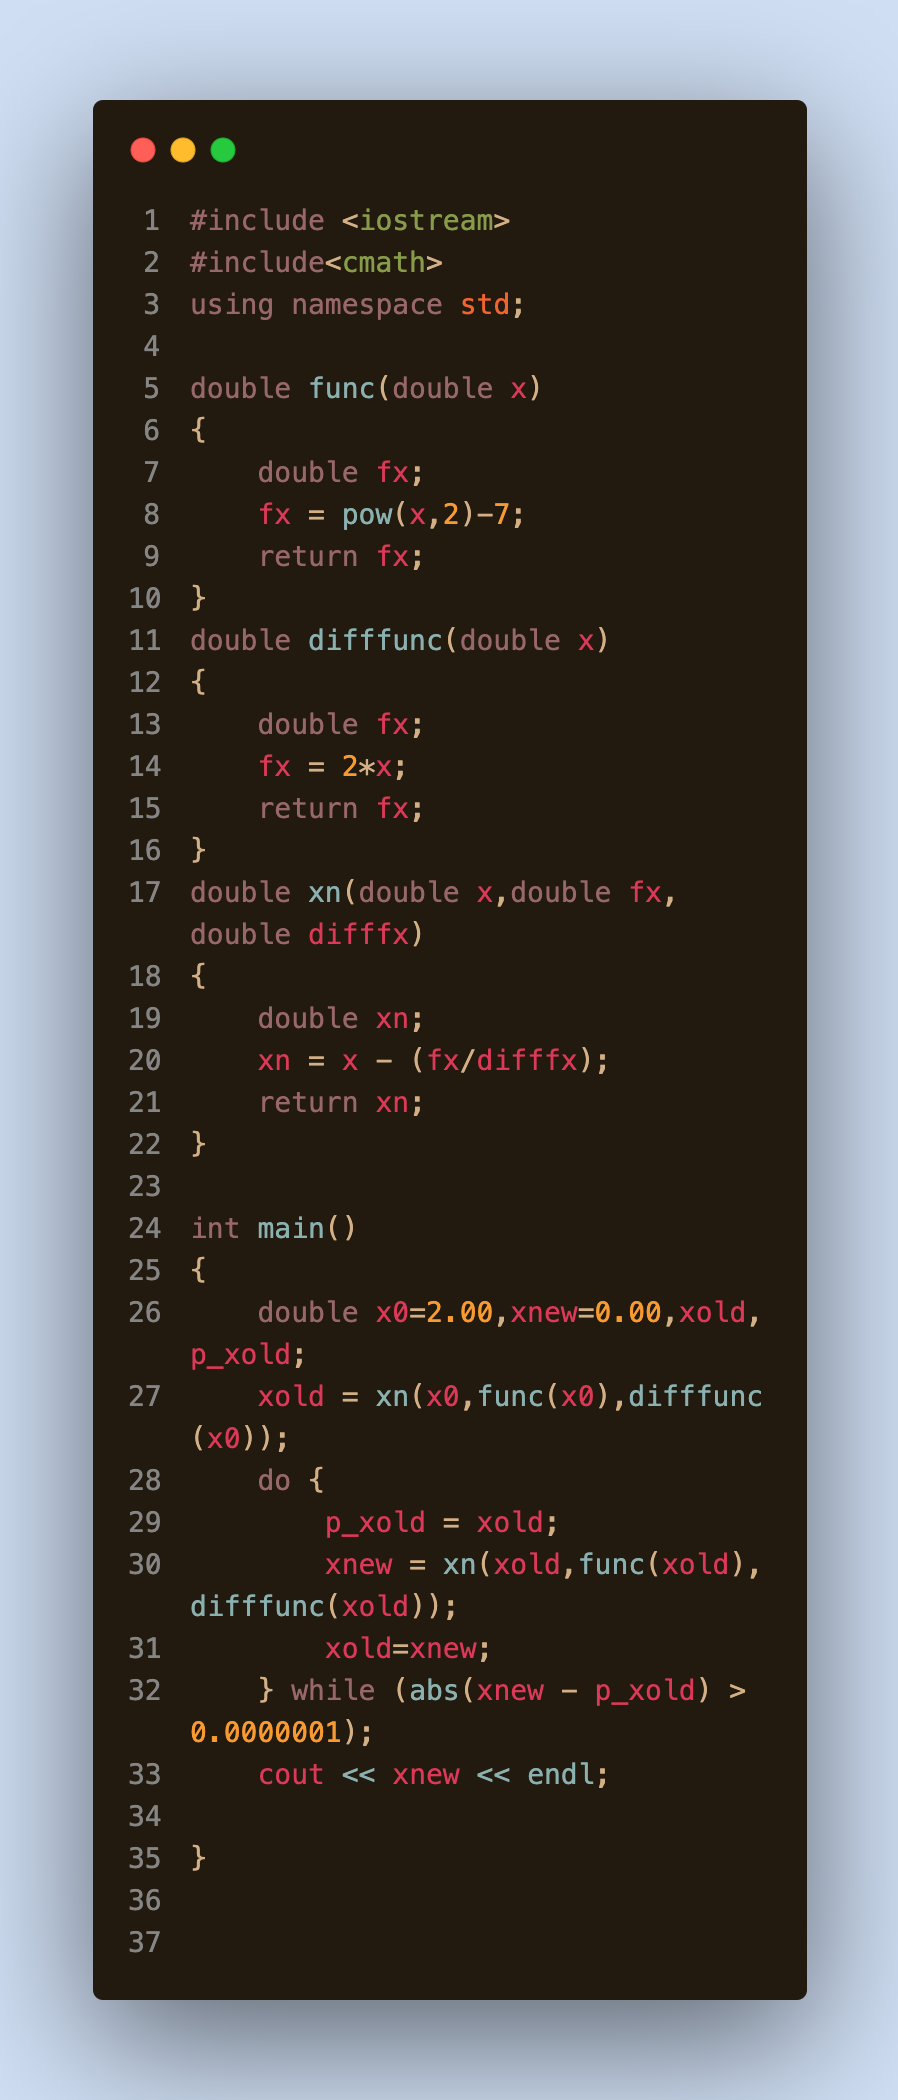 1 #include <iostream>
2 #include<cmath>
3 using namespace std;
4
5 double func(double x)
6 {
7     double fx;
8     fx = pow(x,2)-7;
9     return fx;
10 }
11 double difffunc(double x)
12 {
13     double fx;
14     fx = 2*x;
15     return fx;
16 }
17 double xn(double x,double fx,
double difffx)
18 {
19     double xn;
20     xn = x - (fx/difffx);
21     return xn;
22 }
23
24 int main()
25 {
26     double x0=2.00,xnew=0.00,xold,
p_xold;
27     xold = xn(x0,func(x0),difffunc
(x0));
28     do {
29         p_xold = xold;
30         xnew = xn(xold,func(xold),
difffunc(xold));
31         xold=xnew;
32     } while (abs(xnew - p_xold) >
0.0000001);
33     cout << xnew << endl;
34
35 }
36
37